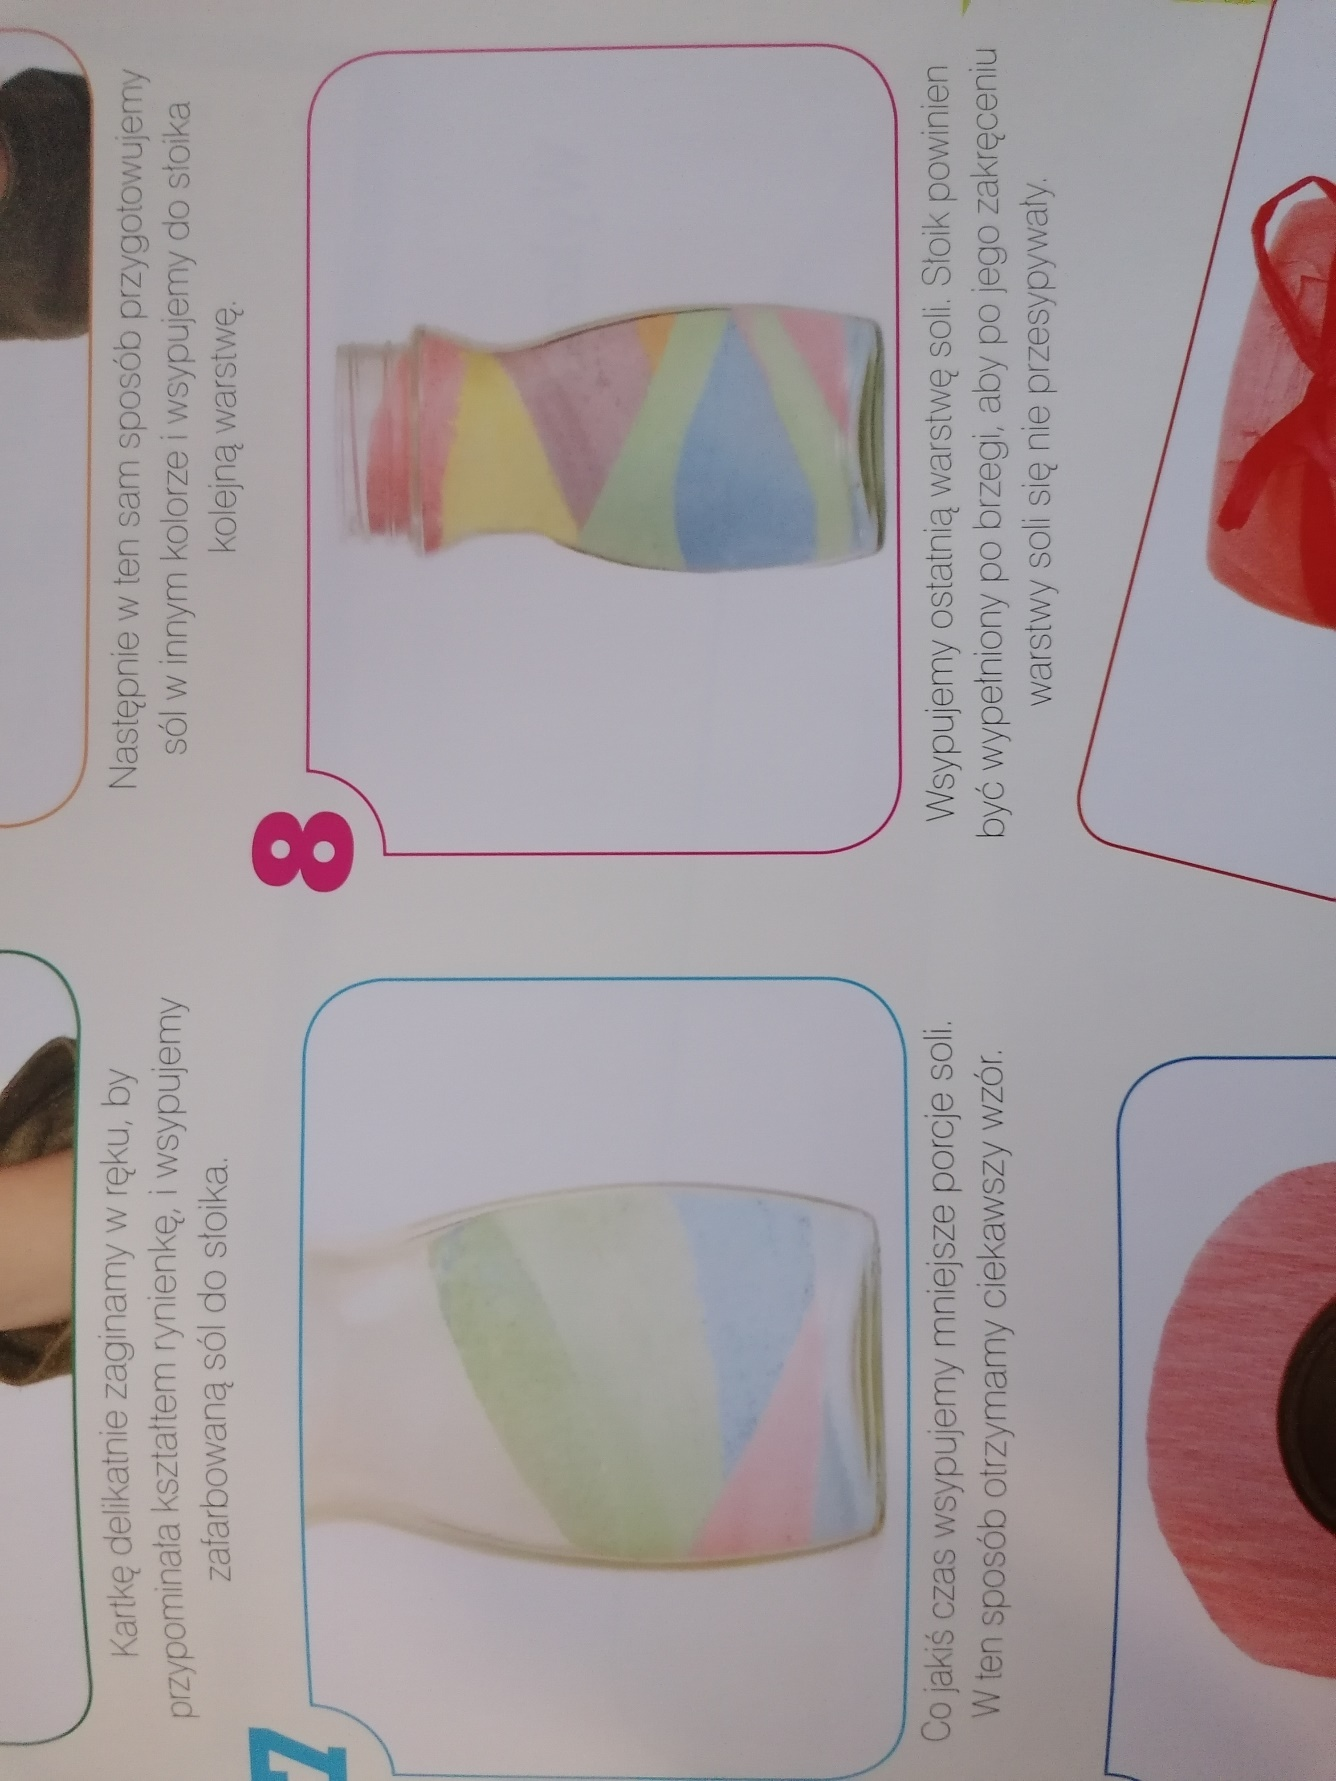 Kartkę delikatnie zaginamy w ręku, by
przypominała kształtem rynienkę, i wsypujemy
zafarbowaną sól do słoika.
Następnie w ten sam sposób przygotowujemy
sól w innym kolorze i wsypujemy do słoika
kolejną warstwę.
7
Co jakiś czas wsypujemy mniejsze porcje soli.
W ten sposób otrzymamy ciekawszy wzór.
8
Wsypujemy ostatnią warstwę soli. Słoik powinien
być wypełniony po brzegi, aby po jego zakręceniu
warstwy soli się nie przesypywały.